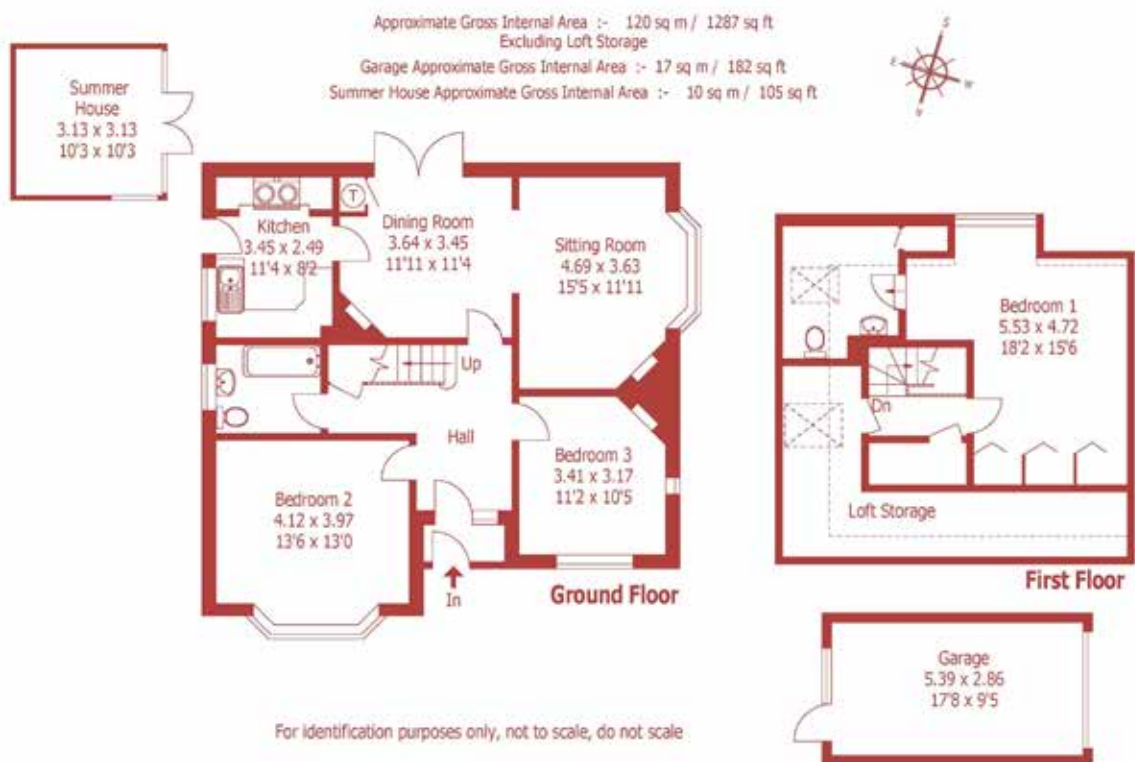 Approximate Gross Internal Area :- 120 sq m / 1287 sq ft
Excluding Loft Storage
Garage Approximate Gross Internal Area :- 17 sq m / 182 sq ft
Summer House Approximate Gross Internal Area :- 10 sq m / 105 sq ft
S
E
W
N
Summer
House
3.13 x 3.13
10'3 x 10'3
Kitchen
3.45 x 2.49
11'4 x 8'2
T
Dining Room
3.64 x 3.45
11'11 x 11'4
Sitting Room
4.69 x 3.63
15'5 x 11'11
Up
Hall
Bedroom 3
3.41 x 3.17
11'2 x 10'5
Bedroom 2
4.12 x 3.97
13'6 x 13'0
In
Ground Floor
Bedroom 1
5.53 x 4.72
18'2 x 15'6
Dn
Loft Storage
First Floor
Garage
5.39 x 2.86
17'8 x 9'5
For identification purposes only, not to scale, do not scale